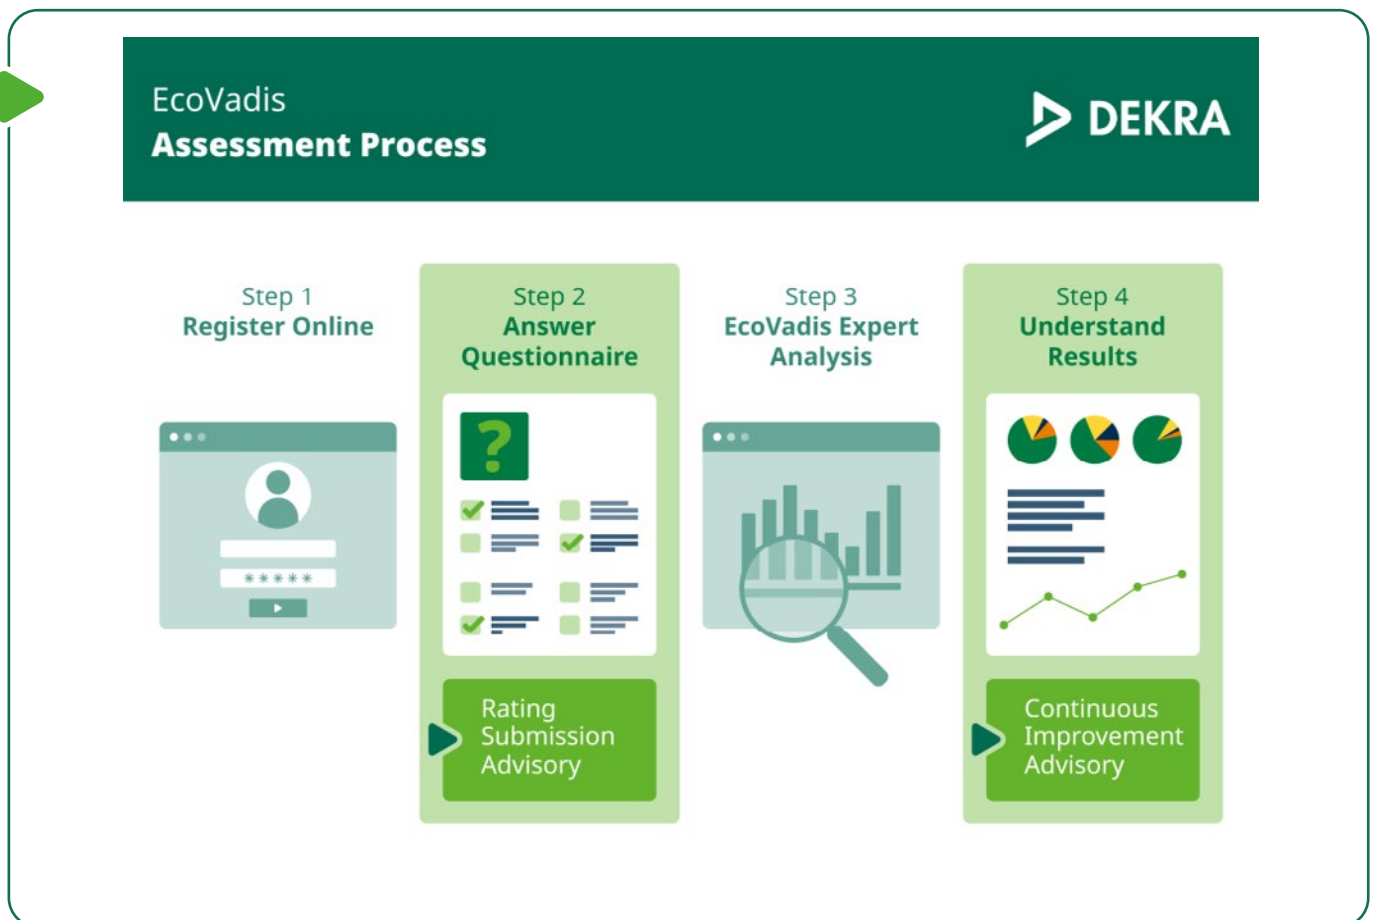 EcoVadis
Assessment Process
DEKRA
Step 1
Register Online
Step 2
Answer
Questionnaire
?
Step 3
EcoVadis Expert
Analysis
Step 4
Understand
Results
*****
Rating
Submission
Advisory
Continuous
Improvement
Advisory